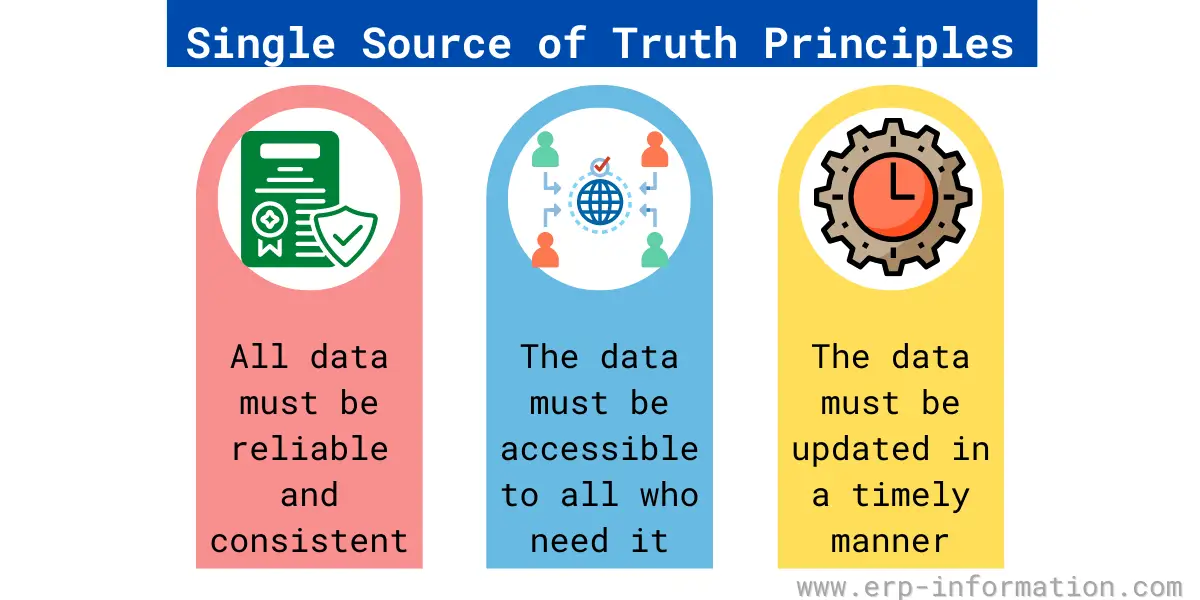 Single Source of Truth Principles
All data
must be
reliable
and
consistent
The data
must be
accessible
to all who
need it
The data
must be
updated in
a timely
manner
www.erp-information.com